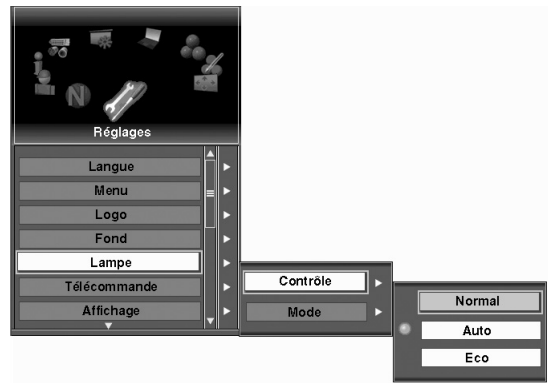 Réglages
Langue
Menu
Logo
Fond
Lampe
Télécommande
Affichage
Contrôle
Mode
Normal
Auto
Eco